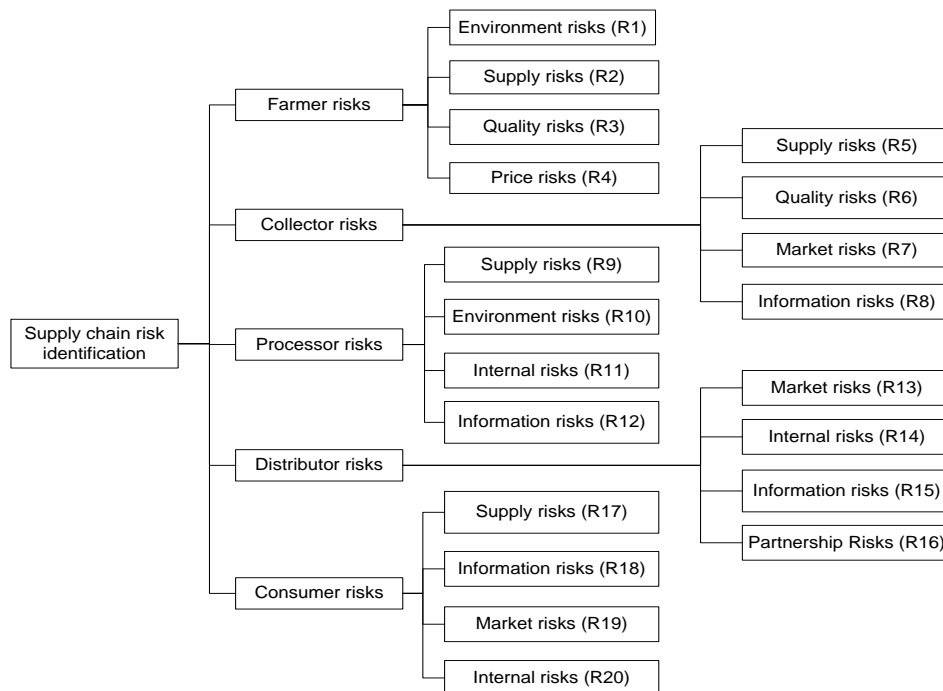 Supply chain risk
identification
Farmer risks
Environment risks (R1)
Supply risks (R2)
Quality risks (R3)
Price risks (R4)
Collector risks
Supply risks (R5)
Quality risks (R6)
Market risks (R7)
Information risks (R8)
Processor risks
Supply risks (R9)
Environment risks (R10)
Internal risks (R11)
Information risks (R12)
Distributor risks
Market risks (R13)
Internal risks (R14)
Information risks (R15)
Partnership Risks (R16)
Consumer risks
Supply risks (R17)
Information risks (R18)
Market risks (R19)
Internal risks (R20)